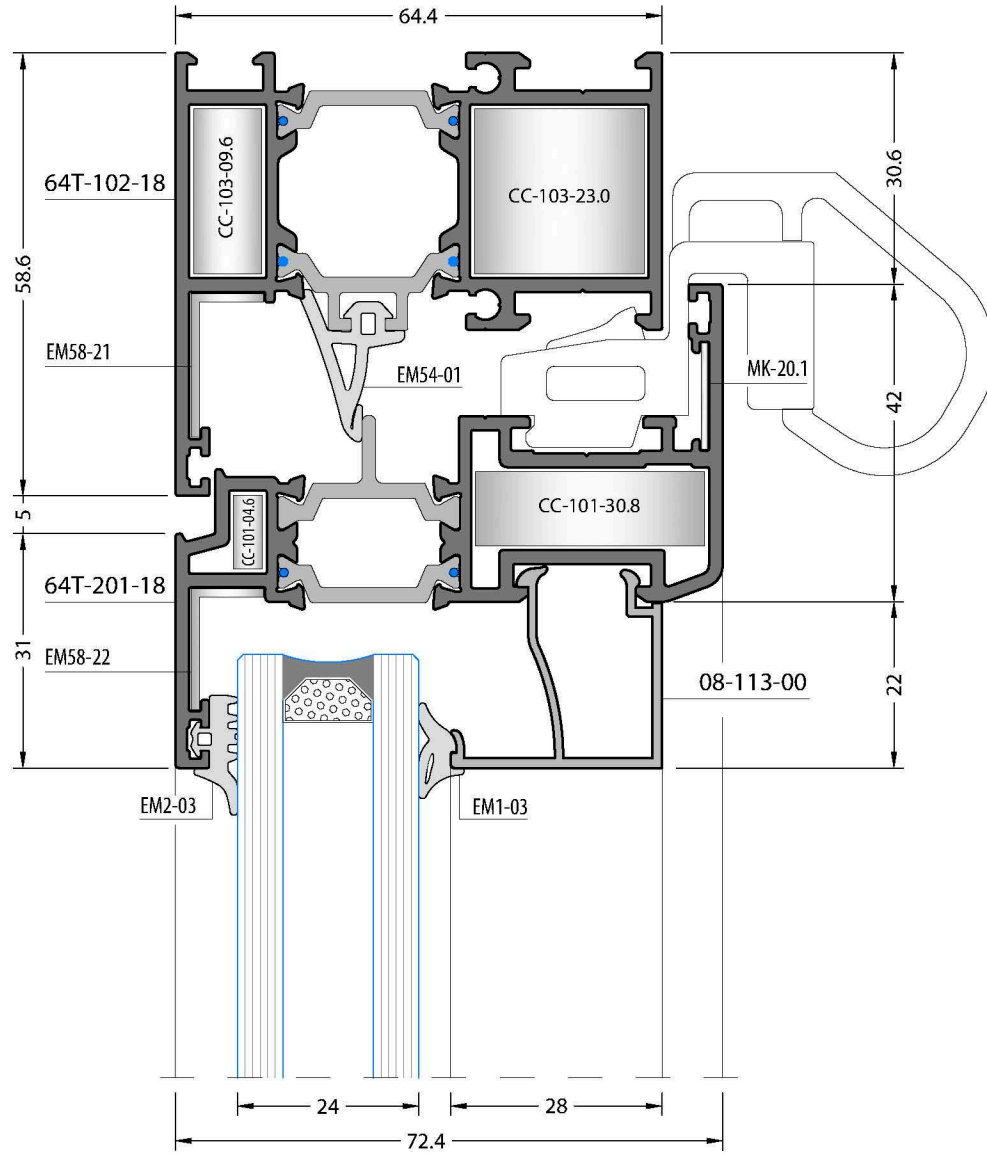 64.4
58.6
30.6
64T-102-18
CC-103-09.6
CC-103-23.0
EM58-21
EM54-01
MK-20.1
42
5
CC-101-04.6
CC-101-30.8
64T-201-18
31
EM58-22
08-113-00
22
EM2-03
EM1-03
24
28
72.4